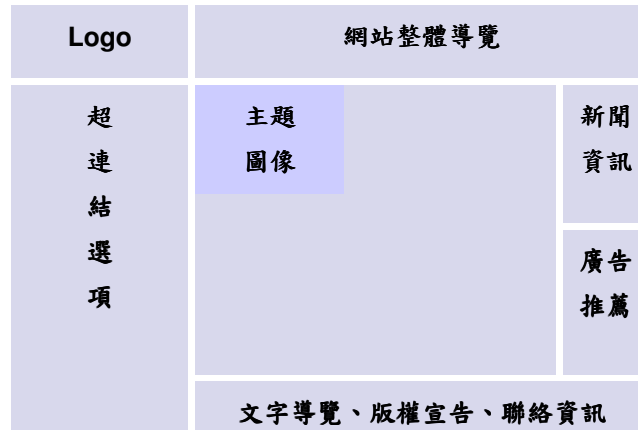 Logo
網站整體導覽
超
連
結
選
項
主題
圖像
新聞
資訊
廣告
推薦
文字導覽、版權宣告、聯絡資訊